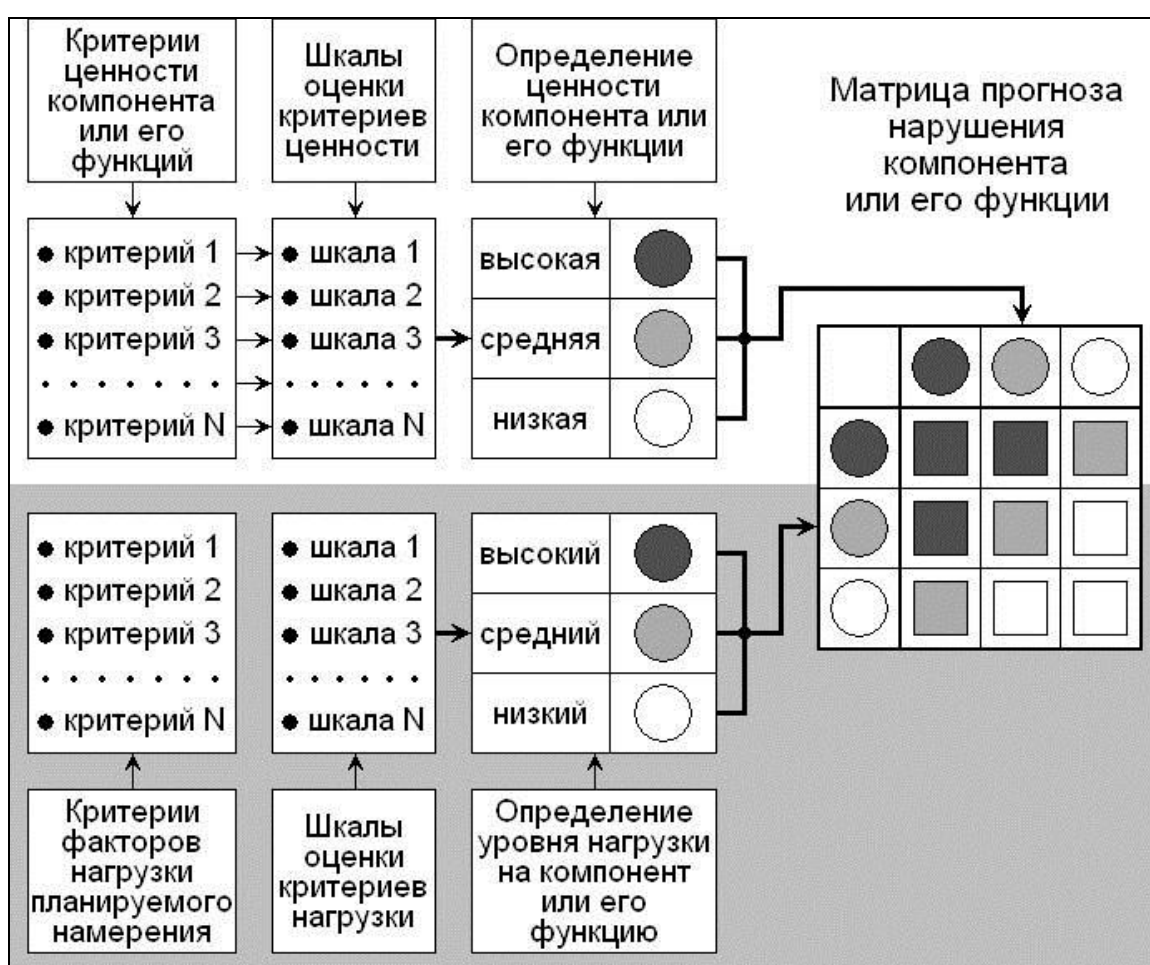 Критерии
ценности
компонента
или его
функций
Шкалы
оценки
критериев
ценности
Определение
ценности
компонента или
его функции
Матрица прогноза
нарушения
компонента
или его функции
• критерий 1
• критерий 2
• критерий 3
. . . . . . .
• критерий N
• шкала 1
• шкала 2
• шкала 3
. . . . . .
• шкала N
высокая
средняя
низкая
• критерий 1
• критерий 2
• критерий 3
. . . . . . .
• критерий N
• шкала 1
• шкала 2
• шкала 3
. . . . . .
• шкала N
высокий
средний
низкий
Критерии
факторов
нагрузки
планируемого
намерения
Шкалы
оценки
критериев
нагрузки
Определение
уровня нагрузки
на компонент
или его
функцию